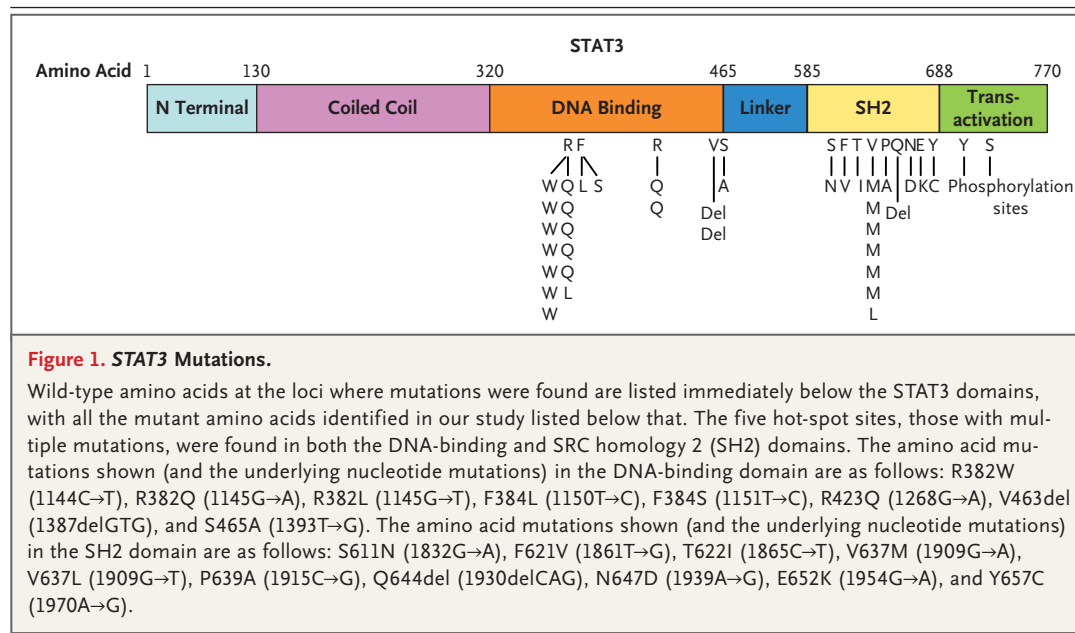 STAT3
Amino Acid 1 130 320 465 585 688 770
N Terminal Coiled Coil DNA Binding Linker SH2 Trans-
activation
R F R V S S F T V P Q N E Y Y S
W Q L S Q A N V I M A D K C Phosphorylation
W Q Q Del M Del sites
W Q Del M
W Q M
W Q M
W L M
W L
Figure 1. STAT3 Mutations.
Wild-type amino acids at the loci where mutations were found are listed immediately below the STAT3 domains,
with all the mutant amino acids identified in our study listed below that. The five hot-spot sites, those with mul-
tiple mutations, were found in both the DNA-binding and SRC homology 2 (SH2) domains. The amino acid mu-
tations shown (and the underlying nucleotide mutations) in the DNA-binding domain are as follows: R382W
(1144C→T), R382Q (1145G→A), R382L (1145G→T), F384L (1150T→C), F384S (1151T→C), R423Q (1268G→A), V463del
(1387delGTG), and S465A (1393T→G). The amino acid mutations shown (and the underlying nucleotide mutations)
in the SH2 domain are as follows: S611N (1832G→A), F621V (1861T→G), T622I (1865C→T), V637M (1909G→A),
V637L (1909G→T), P639A (1915C→G), Q644del (1930delCAG), N647D (1939A→G), E652K (1954G→A), and Y657C
(1970A→G).